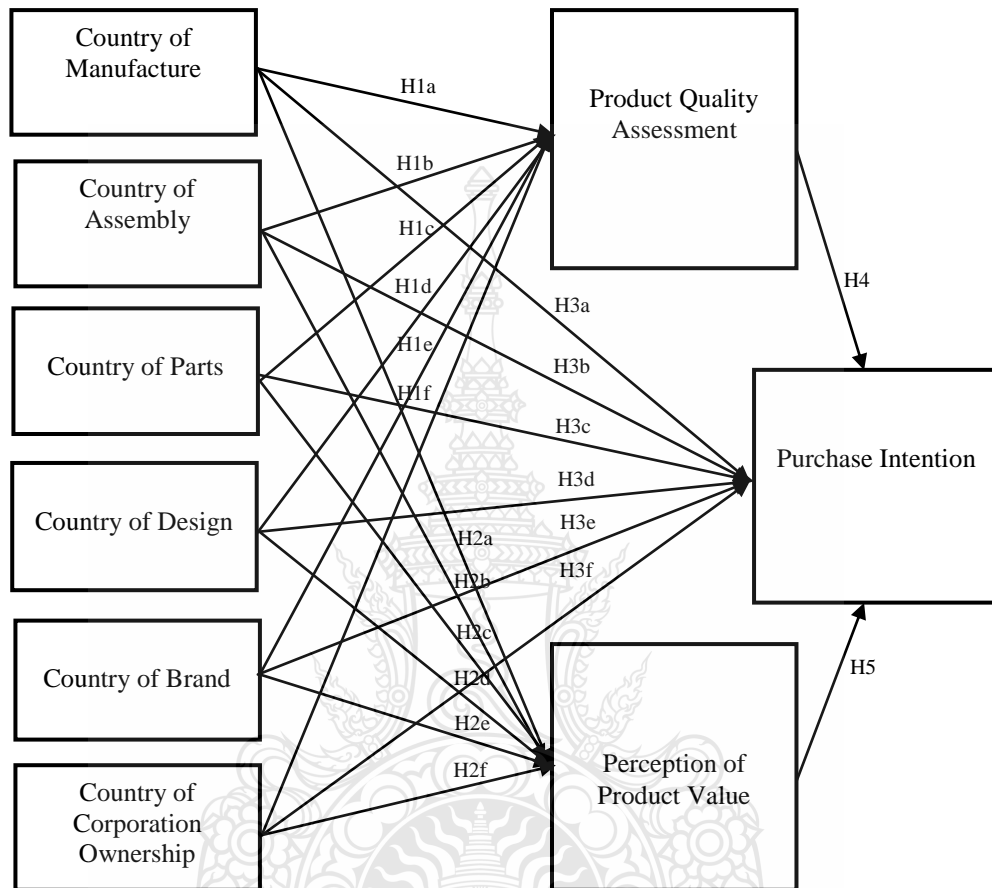 Country of
Manufacture
Country of
Assembly
Country of Parts
Country of Design
Country of Brand
Country of
Corporation
Ownership
H1a
H1b
H1c
H1d
H1e
H1f
H2a
H2b
H2c
H2d
H2e
H2f
H3a
H3b
H3c
H3d
H3e
H3f
Product Quality
Assessment
Perception of
Product Value
H4
H5
Purchase Intention